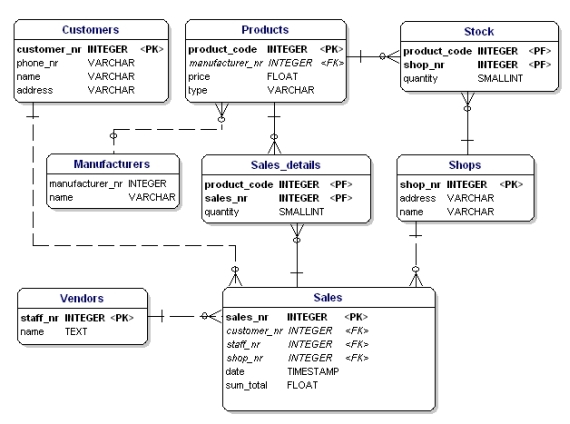 Customers
customer_nr INTEGER <PK>
phone_nr VARCHAR
name VARCHAR
address VARCHAR
Products
product_code INTEGER <PK>
manufacturer_nr INTEGER <FK>
price FLOAT
type VARCHAR
Stock
product_code INTEGER <PF>
shop_nr INTEGER <PF>
quantity SMALLINT
Manufacturers
manufacturer_nr INTEGER
name VARCHAR
Sales_details
product_code INTEGER <PF>
sales_nr INTEGER <PF>
quantity SMALLINT
Shops
shop_nr INTEGER <PK>
address VARCHAR
name VARCHAR
Vendors
staff_nr INTEGER <PK>
name TEXT
Sales
sales_nr INTEGER <PK>
customer_nr INTEGER <FK>
staff_nr INTEGER <FK>
shop_nr INTEGER <FK>
date TIMESTAMP
sum_total FLOAT